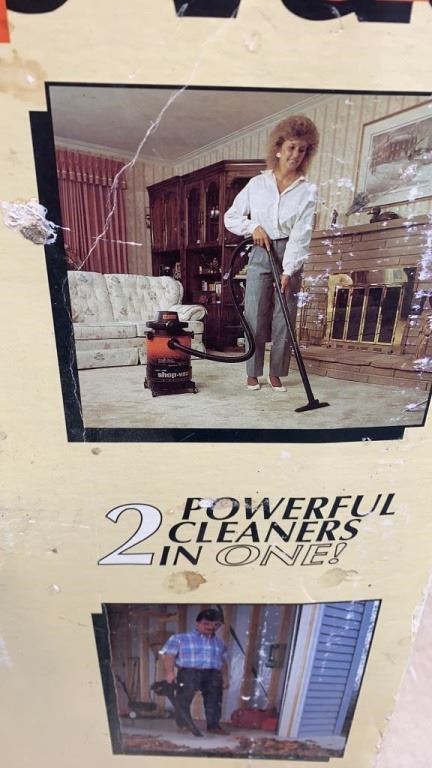 shop-vac
2 POWERFUL
CLEANERS
IN ONE!